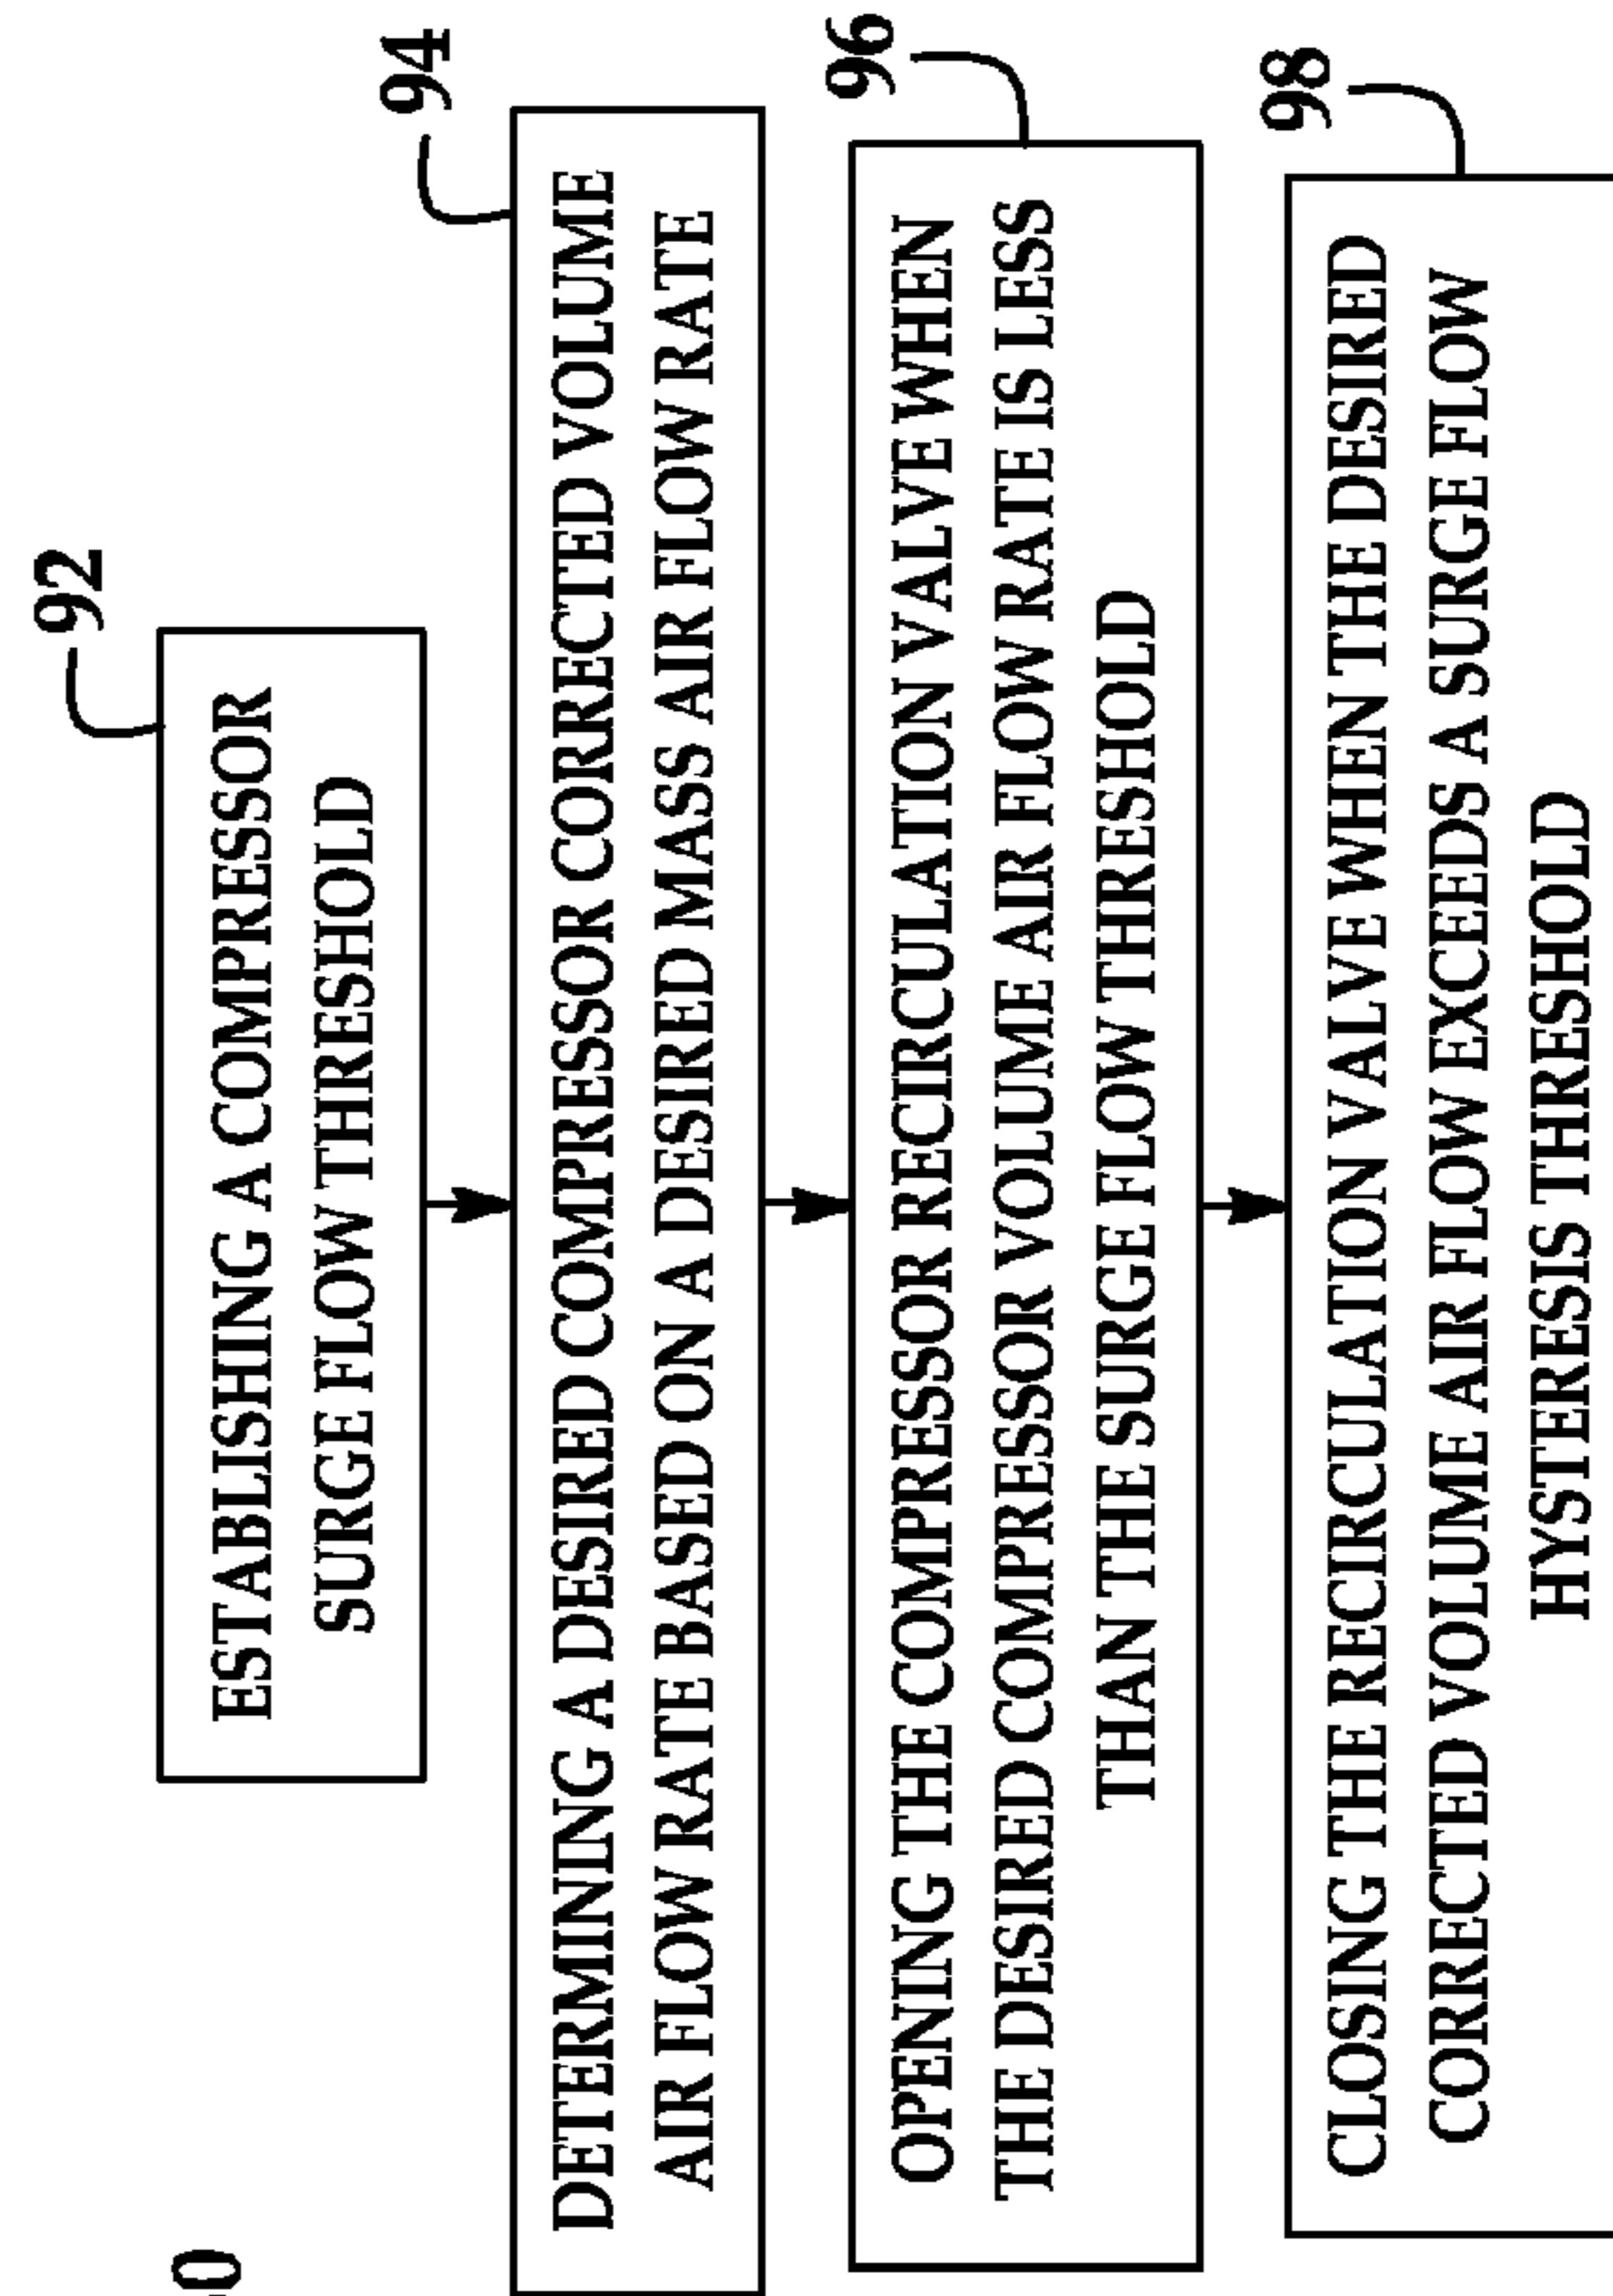 92
ESTABLISHING A COMPRESSOR
SURGE FLOW THRESHOLD
94
DETERMINING A DESIRED COMPRESSOR CORRECTED VOLUME
AIR FLOW RATE BASED ON A DESIRED MASS AIR FLOW RATE
96
OPENING THE COMPRESSOR RECIRCULATION VALVE WHEN
THE DESIRED COMPRESSOR VOLUME AIR FLOW RATE IS LESS
THAN THE SURGE FLOW THRESHOLD
98
CLOSING THE RECIRCULATION VALVE WHEN THE DESIRED
CORRECTED VOLUME AIR FLOW EXCEEDS A SURGE FLOW
HYSTERESIS THRESHOLD